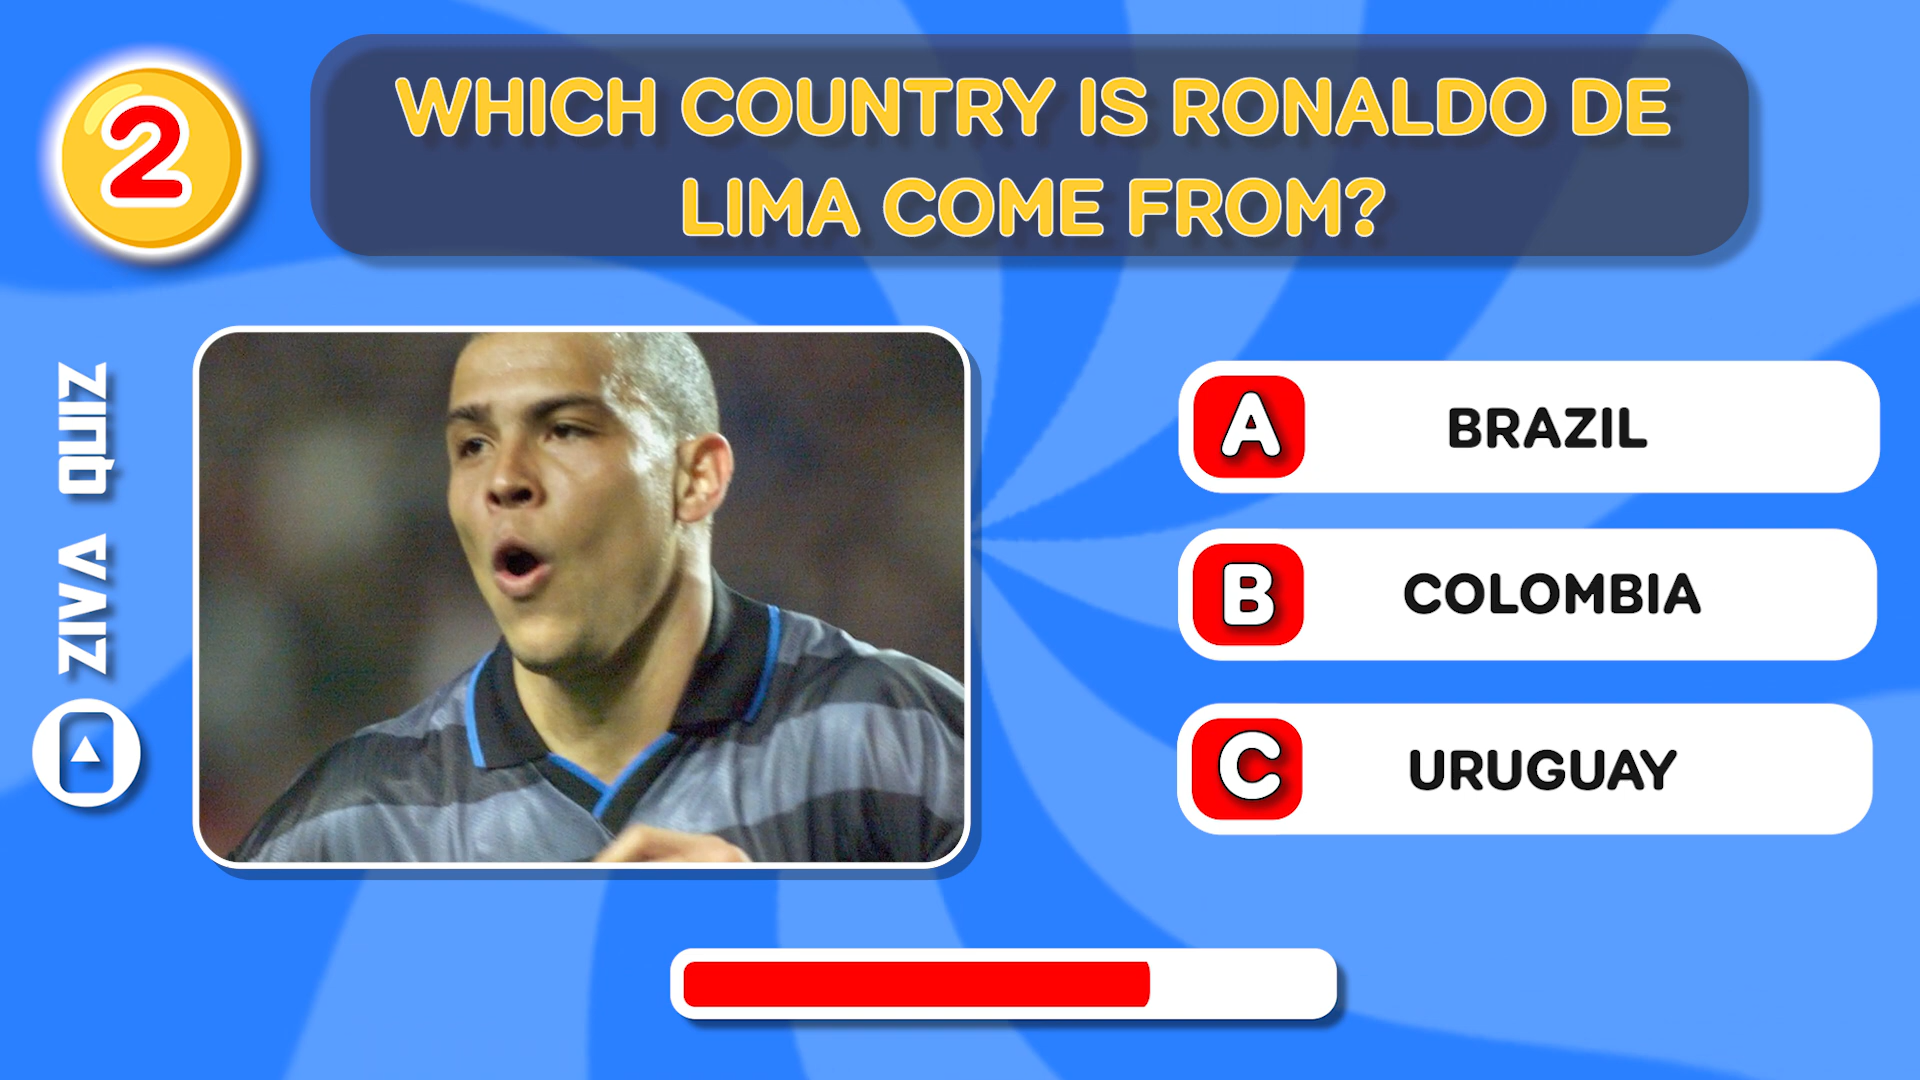 2
WHICH COUNTRY IS RONALDO DE
LIMA COME FROM?
ZIVA QUIZ
A BRAZIL
B COLOMBIA
C URUGUAY